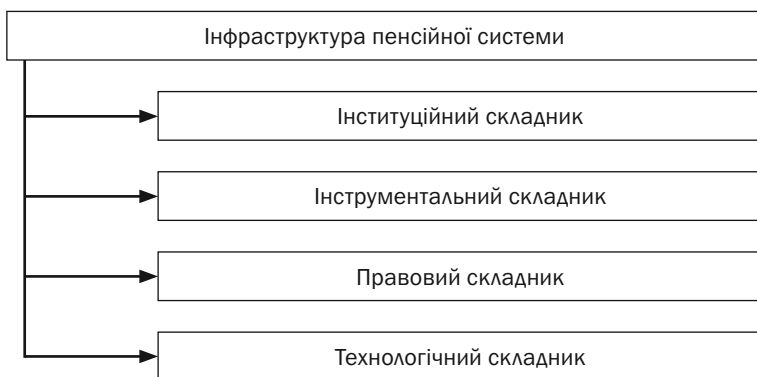 Інфраструктура пенсійної системи
Інституційний складник
Інструментальний складник
Правовий складник
Технологічний складник